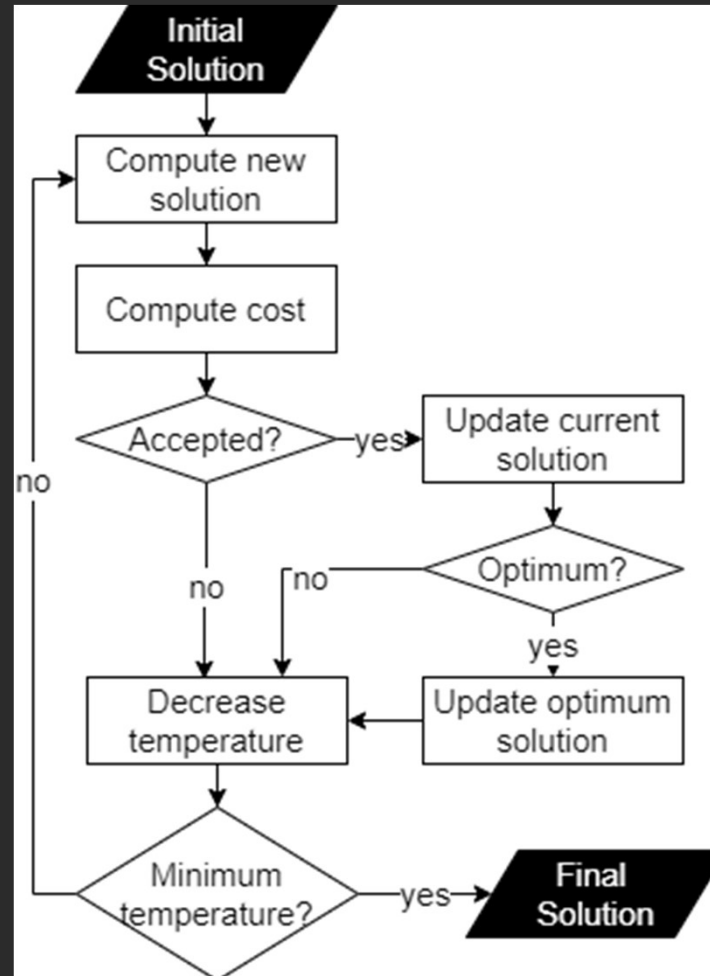 Initial
Solution
Compute new
solution
Compute cost
Accepted?
yes
Update current
solution
no
Optimum?
no
no
yes
Decrease
temperature
Update optimum
solution
Minimum
temperature?
yes
Final
Solution